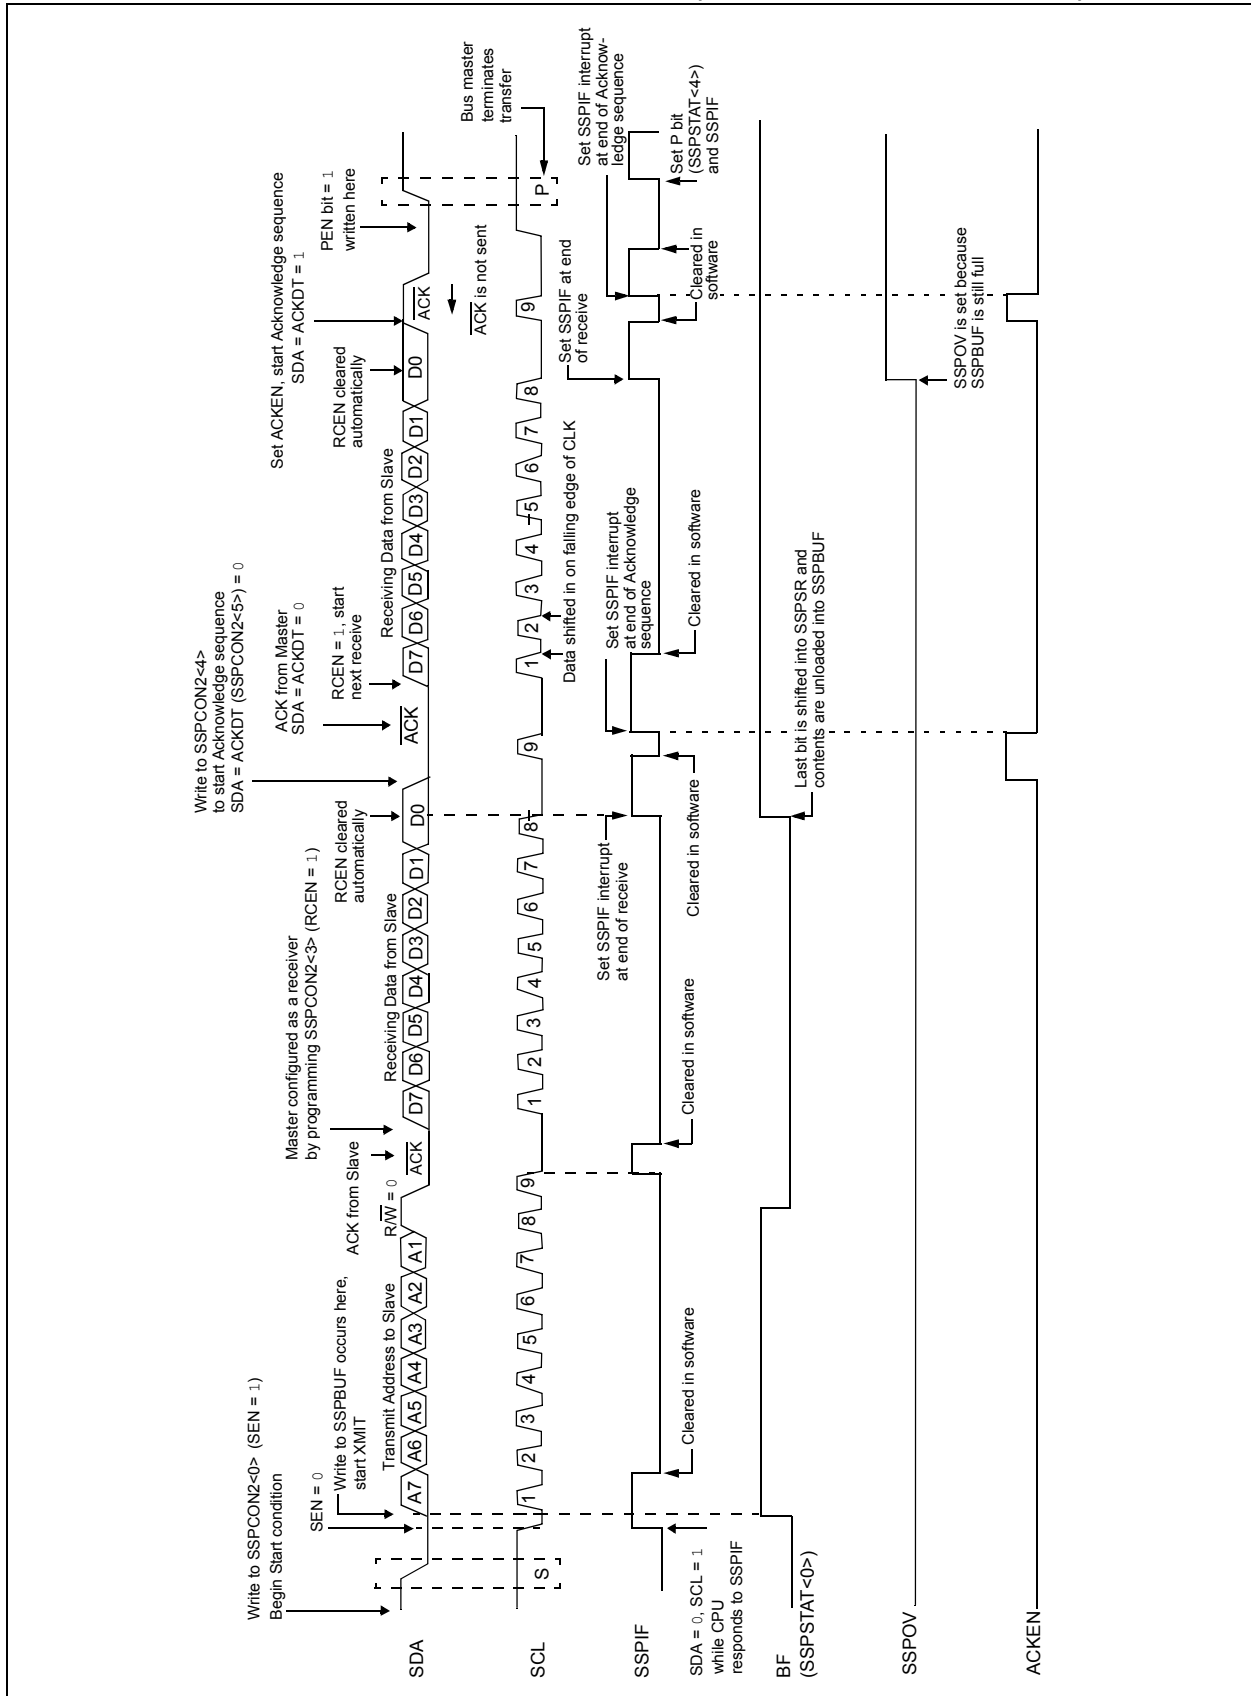 Write to SSPCON2<0> (SEN = 1)
Begin Start condition
SEN = 0
Write to SSPBUF occurs here,
start XMIT
Transmit Address to Slave
ACK from Slave
R/W = 0
Master configured as a receiver
by programming SSPCON2<3> (RCEN = 1)
Receiving Data from Slave
RCEN cleared
automatically
Write to SSPCON2<4>
to start Acknowledge sequence
SDA = ACKDT (SSPCON2<5>) = 0
ACK from Master
SDA = ACKDT = 0
RCEN = 1, start
next receive
Receiving Data from Slave
RCEN cleared
automatically
Set ACKEN, start Acknowledge sequence
SDA = ACKDT = 1
PEN bit = 1
written here
SDA
A7 A6 A5 A4 A3 A2 A1 ACK D7 D6 D5 D4 D3 D2 D1 D0 ACK D7 D6 D5 D4 D3 D2 D1 D0 ACK
ACK is not sent
Bus master
terminates
transfer
SCL
S 1 2 3 4 5 6 7 8 9 1 2 3 4 5 6 7 8 9 1 2 3 4 5 6 7 8 9 P
Data shifted in on falling edge of CLK
Set SSPIF interrupt
at end of receive
Set SSPIF interrupt
at end of Acknowledge
sequence
Set SSPIF at end
of receive
Set SSPIF interrupt
at end of Acknow-
ledge sequence
SSPIF
SDA = 0, SCL = 1
while CPU
responds to SSPIF
Cleared in software
Cleared in software
Cleared in software
Cleared in software
Cleared in
software
Set P bit
(SSPSTAT<4>)
and SSPIF
BF
(SSPSTAT<0>)
Last bit is shifted into SSPSR and
contents are unloaded into SSPBUF
SSPOV
SSPOV is set because
SSPBUF is still full
ACKEN